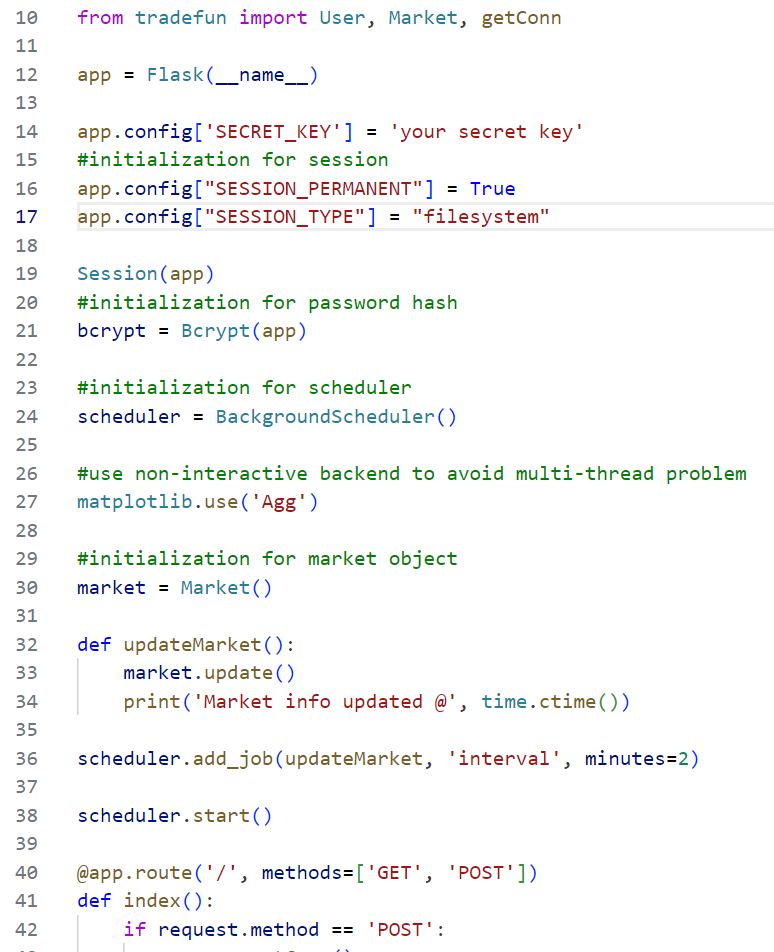 10 from tradefun import User, Market, getConn
11
12 app = Flask(__name__)
13
14 app.config['SECRET_KEY'] = 'your secret key'
15 #initialization for session
16 app.config["SESSION_PERMANENT"] = True
17 app.config["SESSION_TYPE"] = "filesystem"
18
19 Session(app)
20 #initialization for password hash
21 bcrypt = Bcrypt(app)
22
23 #initialization for scheduler
24 scheduler = BackgroundScheduler()
25
26 #use non-interactive backend to avoid multi-thread problem
27 matplotlib.use('Agg')
28
29 #initialization for market object
30 market = Market()
31
32 def updateMarket():
33     market.update()
34     print('Market info updated @', time.ctime())
35
36 scheduler.add_job(updateMarket, 'interval', minutes=2)
37
38 scheduler.start()
39
40 @app.route('/', methods=['GET', 'POST'])
41 def index():
42     if request.method == 'POST':